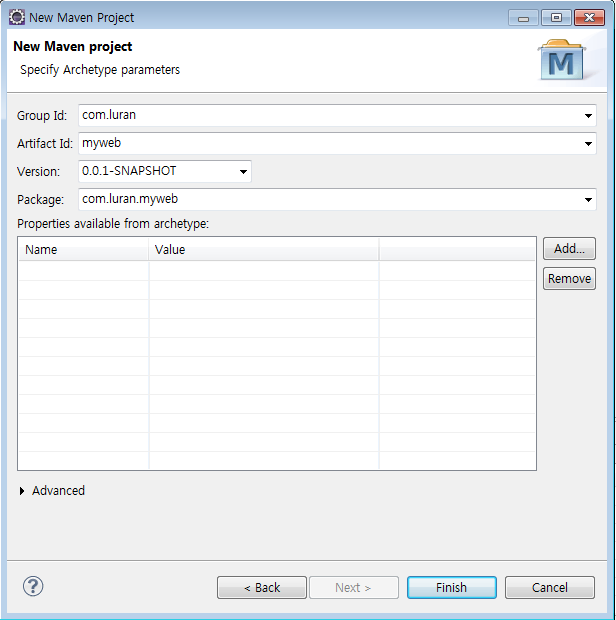 New Maven Project
New Maven project
Specify Archetype parameters
M
Group Id: com.luran
Artifact Id: myweb
Version: 0.0.1-SNAPSHOT
Package: com.luran.myweb
Properties available from archetype:
Name Value
Add...
Remove
Advanced
? < Back Next > Finish Cancel